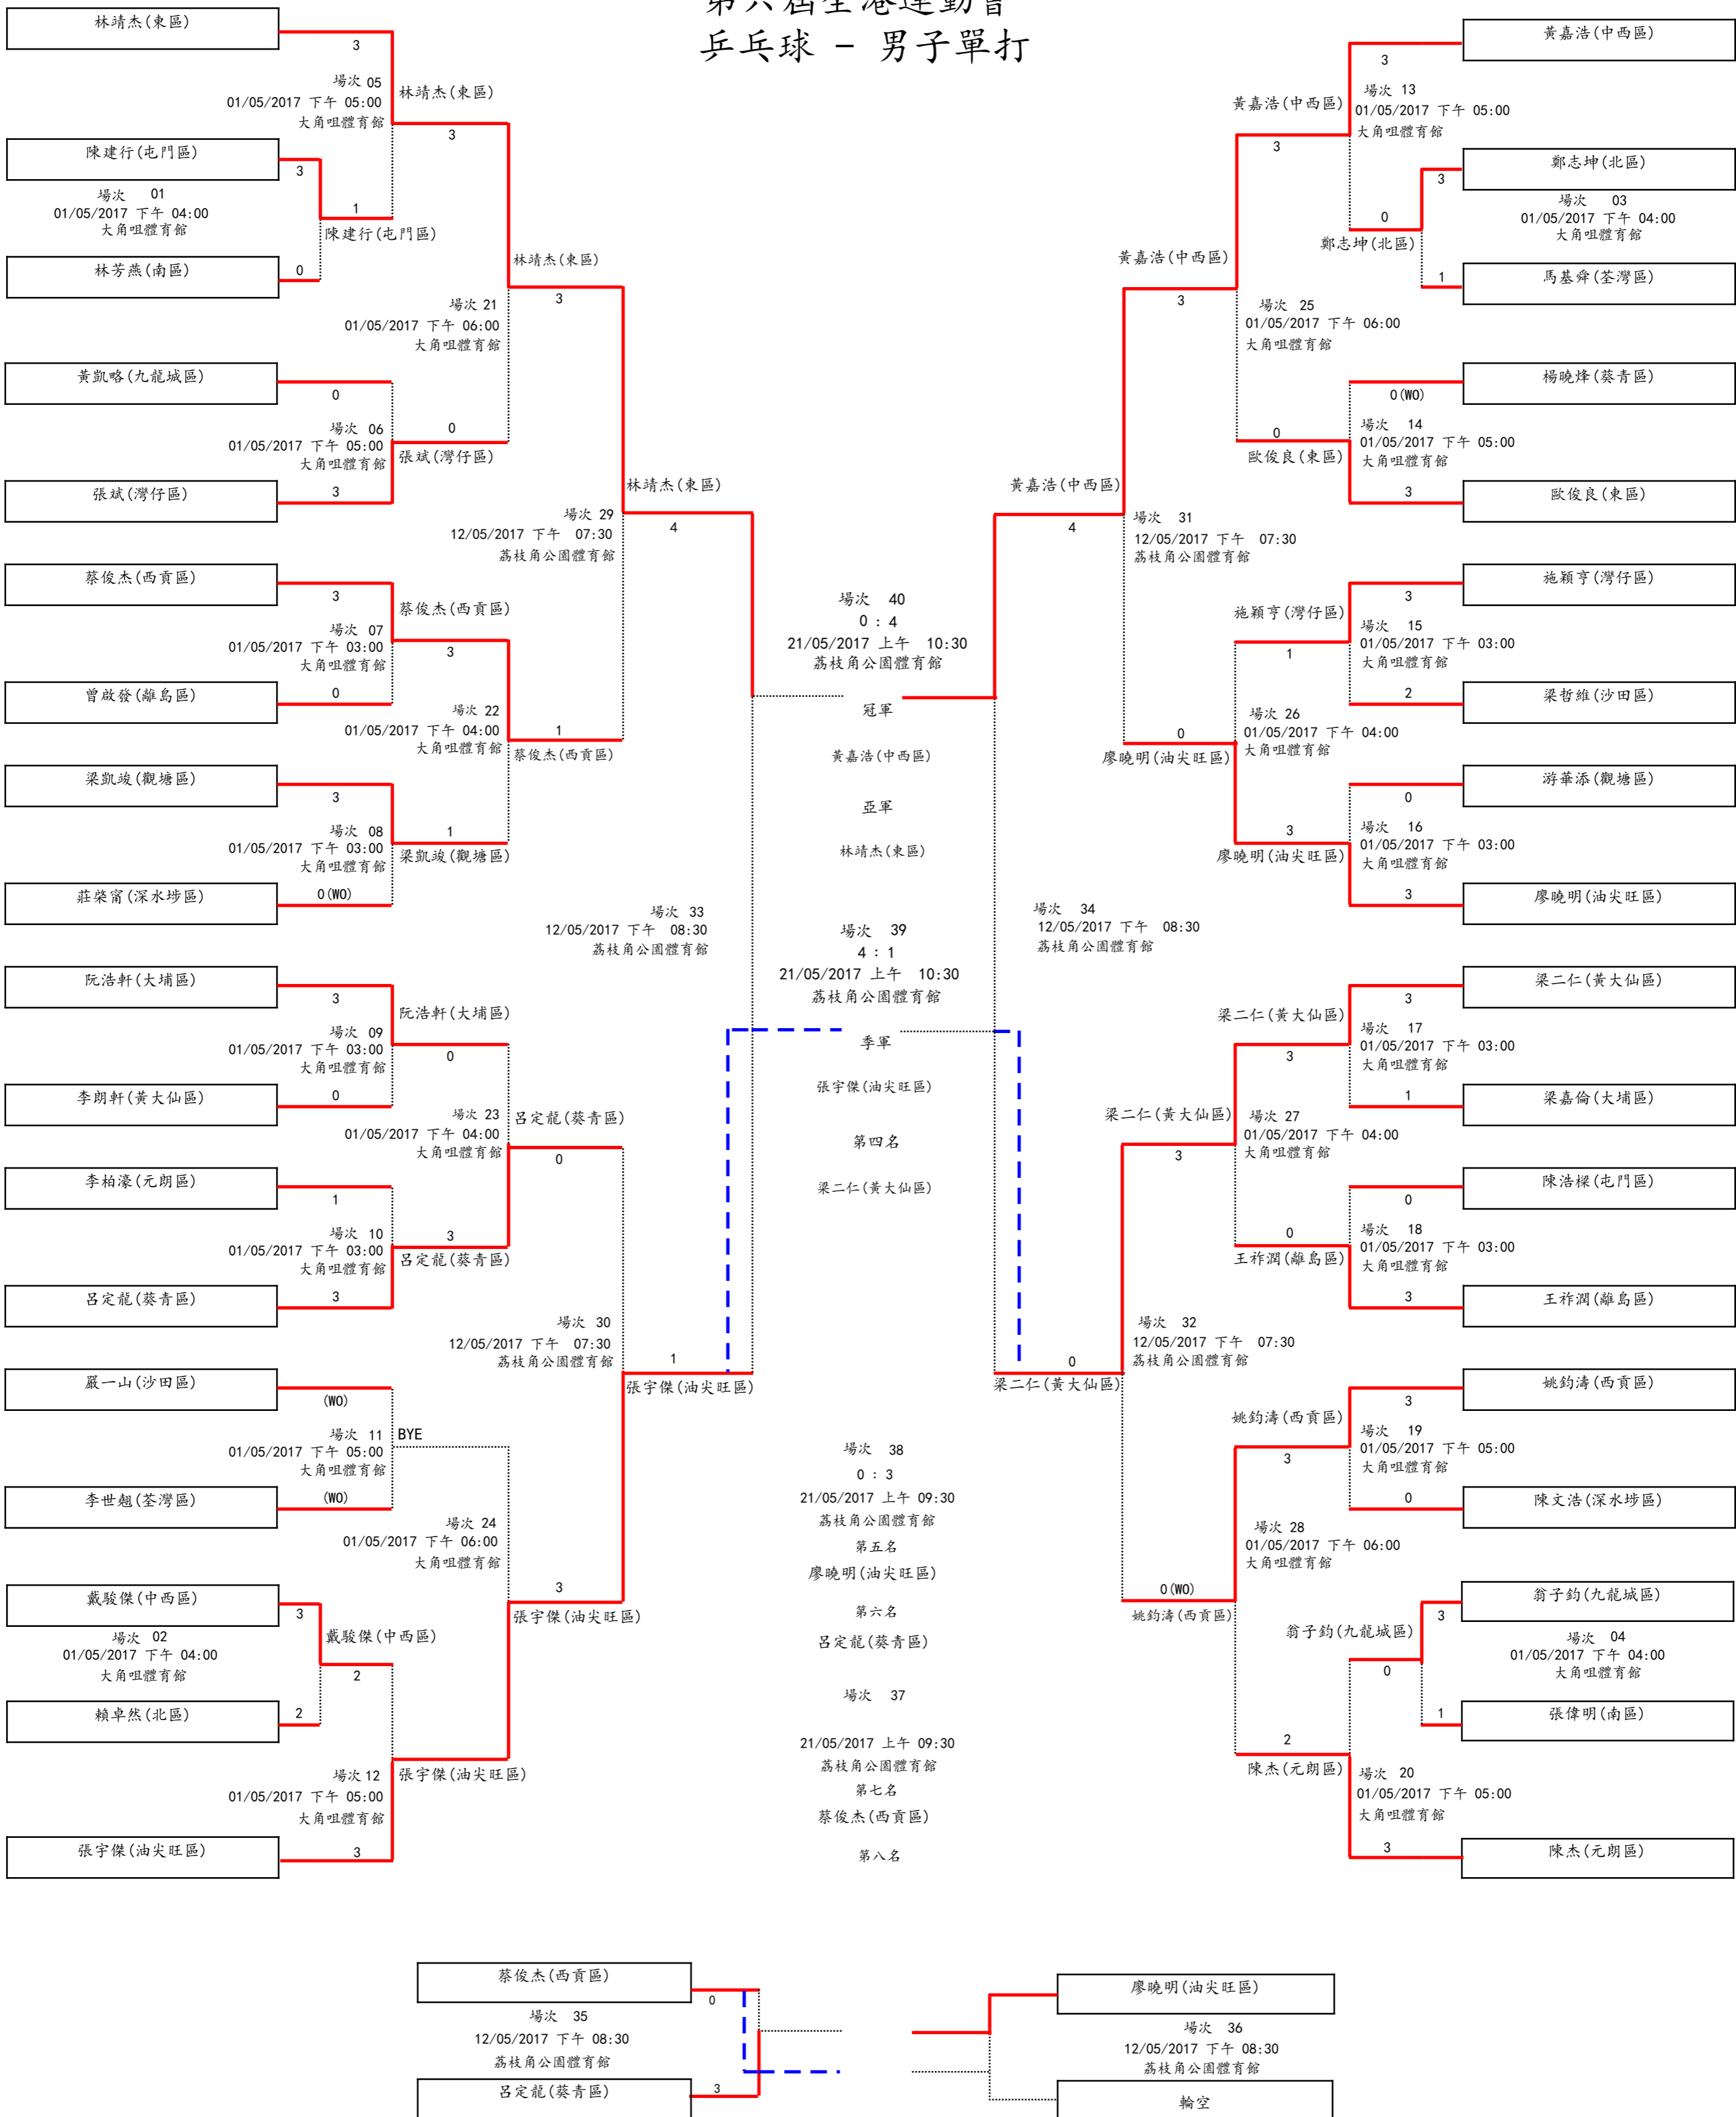 第六屆全港運動會
乒乓球 - 男子單打
林靖杰(東區)
3
場次 05
01/05/2017 下午 05:00
大角咀體育館
林靖杰(東區)
3
陳建行(屯門區)
3
場次 01
01/05/2017 下午 04:00
大角咀體育館
1
陳建行(屯門區)
林芳燕(南區)
0
林靖杰(東區)
3
場次 21
01/05/2017 下午 06:00
大角咀體育館
黃凱略(九龍城區)
0
場次 06
01/05/2017 下午 05:00
大角咀體育館
0
張斌(灣仔區)
張斌(灣仔區)
3
林靖杰(東區)
4
場次 29
12/05/2017 下午 07:30
荔枝角公園體育館
蔡俊杰(西貢區)
3
蔡俊杰(西貢區)
3
場次 07
01/05/2017 下午 03:00
大角咀體育館
曾啟發(離島區)
0
場次 22
01/05/2017 下午 04:00
大角咀體育館
1
蔡俊杰(西貢區)
梁凱竣(觀塘區)
3
場次 08
01/05/2017 下午 03:00
大角咀體育館
1
梁凱竣(觀塘區)
莊榮甯(深水埗區)
0(WO)
場次 33
12/05/2017 下午 08:30
荔枝角公園體育館
阮浩軒(大埔區)
3
阮浩軒(大埔區)
0
場次 09
01/05/2017 下午 03:00
大角咀體育館
李朗軒(黃大仙區)
0
場次 23
01/05/2017 下午 04:00
大角咀體育館
呂定龍(葵青區)
0
李柏濠(元朗區)
1
場次 10
01/05/2017 下午 03:00
大角咀體育館
3
呂定龍(葵青區)
呂定龍(葵青區)
3
場次 30
12/05/2017 下午 07:30
荔枝角公園體育館
1
張宇傑(油尖旺區)
嚴一山(沙田區)
(WO)
場次 11
01/05/2017 下午 05:00
大角咀體育館
BYE
李世翹(荃灣區)
(WO)
場次 24
01/05/2017 下午 06:00
大角咀體育館
3
張宇傑(油尖旺區)
戴駿傑(中西區)
3
場次 02
01/05/2017 下午 04:00
大角咀體育館
戴駿傑(中西區)
2
賴卓然(北區)
2
場次 12
01/05/2017 下午 05:00
大角咀體育館
張宇傑(油尖旺區)
張宇傑(油尖旺區)
3
場次 40
0 : 4
21/05/2017 上午 10:30
荔枝角公園體育館
冠軍
黃嘉浩(中西區)
亞軍
林靖杰(東區)
場次 39
4 : 1
21/05/2017 上午 10:30
荔枝角公園體育館
季軍
張宇傑(油尖旺區)
第四名
梁二仁(黃大仙區)
場次 38
0 : 3
21/05/2017 上午 09:30
荔枝角公園體育館
第五名
廖曉明(油尖旺區)
第六名
呂定龍(葵青區)
場次 37
21/05/2017 上午 09:30
荔枝角公園體育館
第七名
蔡俊杰(西貢區)
第八名
黃嘉浩(中西區)
3
場次 13
01/05/2017 下午 05:00
大角咀體育館
黃嘉浩(中西區)
3
鄭志坤(北區)
3
場次 03
01/05/2017 下午 04:00
大角咀體育館
0
鄭志坤(北區)
馬基舜(荃灣區)
1
黃嘉浩(中西區)
3
場次 25
01/05/2017 下午 06:00
大角咀體育館
楊曉烽(葵青區)
0(WO)
場次 14
01/05/2017 下午 05:00
大角咀體育館
0
歐俊良(東區)
歐俊良(東區)
3
黃嘉浩(中西區)
4
場次 31
12/05/2017 下午 07:30
荔枝角公園體育館
施穎亨(灣仔區)
3
施穎亨(灣仔區)
1
場次 15
01/05/2017 下午 03:00
大角咀體育館
梁哲維(沙田區)
2
場次 26
01/05/2017 下午 04:00
大角咀體育館
0
廖曉明(油尖旺區)
游華添(觀塘區)
0
場次 16
01/05/2017 下午 03:00
大角咀體育館
3
廖曉明(油尖旺區)
廖曉明(油尖旺區)
3
場次 34
12/05/2017 下午 08:30
荔枝角公園體育館
梁二仁(黃大仙區)
3
梁二仁(黃大仙區)
3
場次 17
01/05/2017 下午 03:00
大角咀體育館
梁嘉倫(大埔區)
1
梁二仁(黃大仙區)
3
場次 27
01/05/2017 下午 04:00
大角咀體育館
陳浩樑(屯門區)
0
場次 18
01/05/2017 下午 03:00
大角咀體育館
0
王祚潤(離島區)
王祚潤(離島區)
3
場次 32
12/05/2017 下午 07:30
荔枝角公園體育館
0
梁二仁(黃大仙區)
姚鈞濤(西貢區)
3
姚鈞濤(西貢區)
3
場次 19
01/05/2017 下午 05:00
大角咀體育館
陳文浩(深水埗區)
0
場次 28
01/05/2017 下午 06:00
大角咀體育館
0(WO)
姚鈞濤(西貢區)
翁子鈞(九龍城區)
3
翁子鈞(九龍城區)
0
場次 04
01/05/2017 下午 04:00
大角咀體育館
張偉明(南區)
1
2
陳杰(元朗區)
場次 20
01/05/2017 下午 05:00
大角咀體育館
陳杰(元朗區)
3
蔡俊杰(西貢區)
0
場次 35
12/05/2017 下午 08:30
荔枝角公園體育館
呂定龍(葵青區)
3
廖曉明(油尖旺區)
場次 36
12/05/2017 下午 08:30
荔枝角公園體育館
輪空